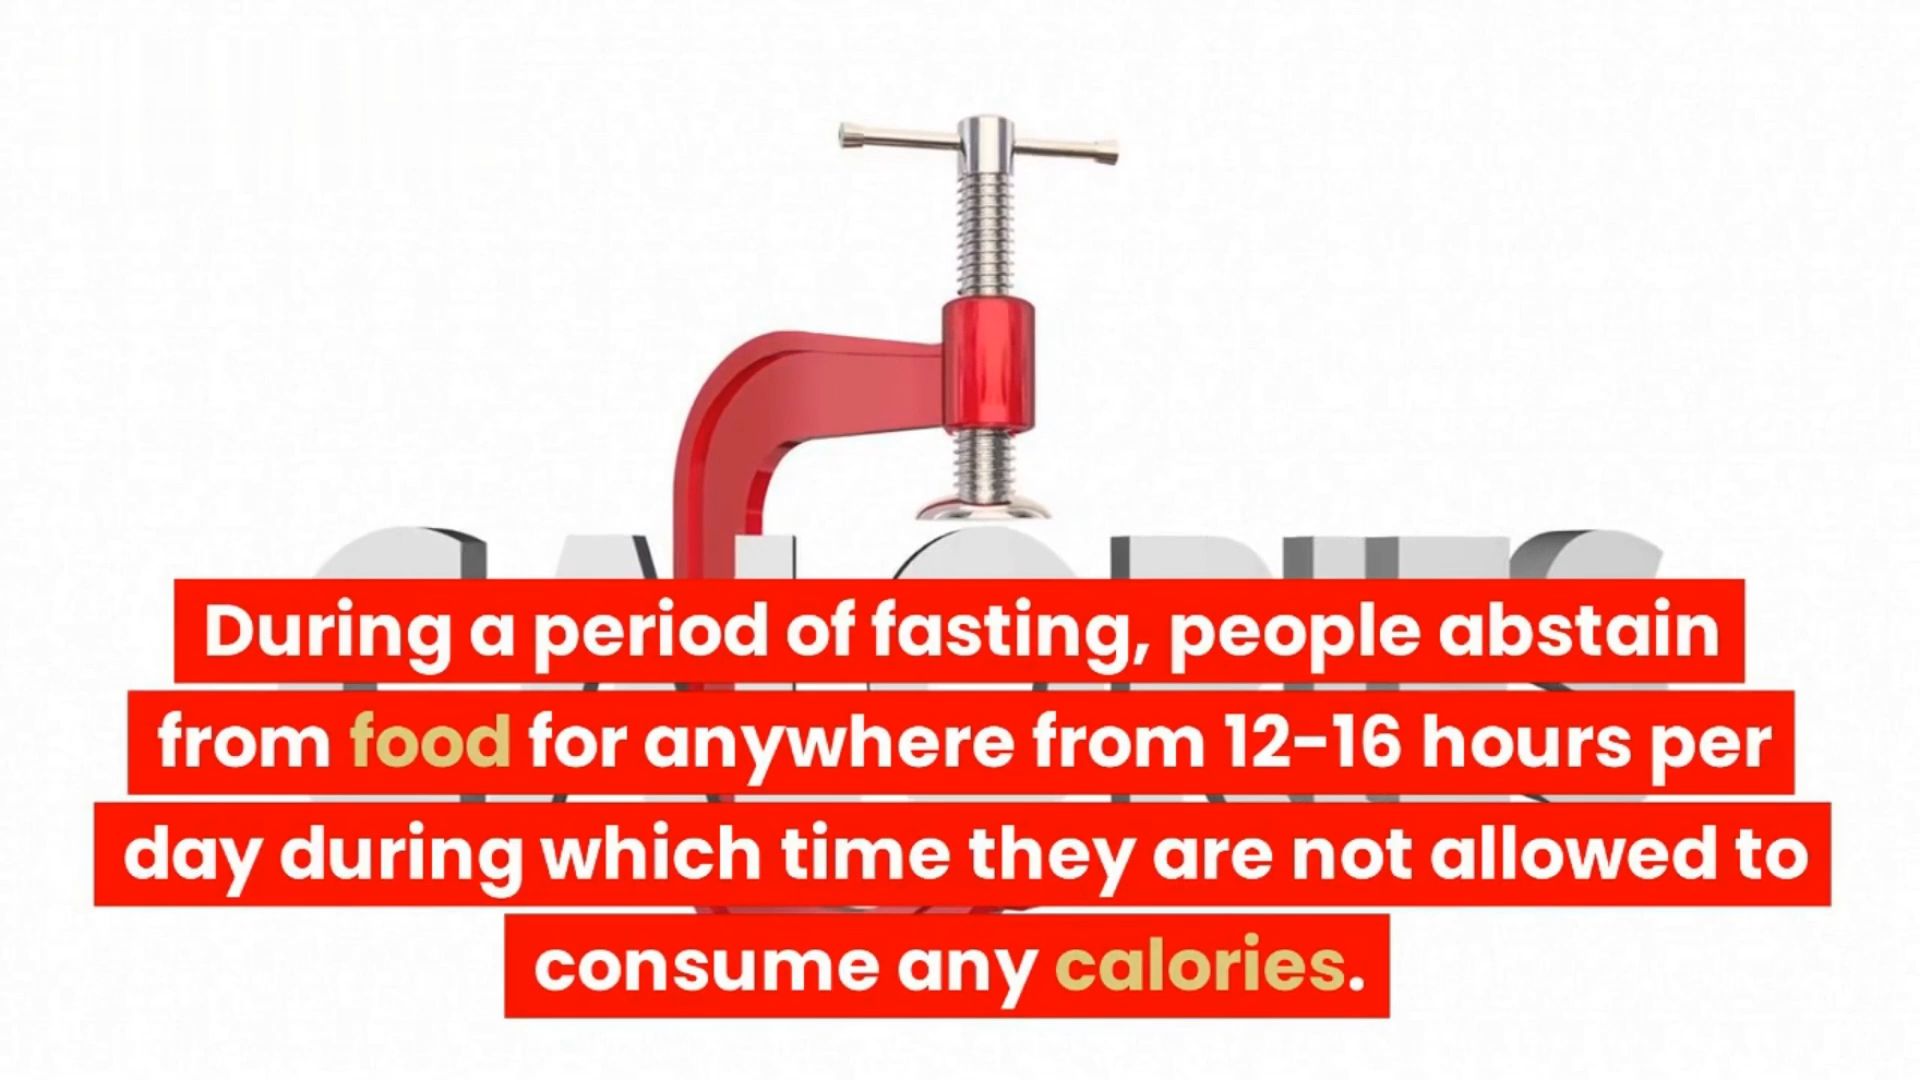 CALORIES
During a period of fasting, people abstain
from food for anywhere from 12-16 hours per
day during which time they are not allowed to
consume any calories.